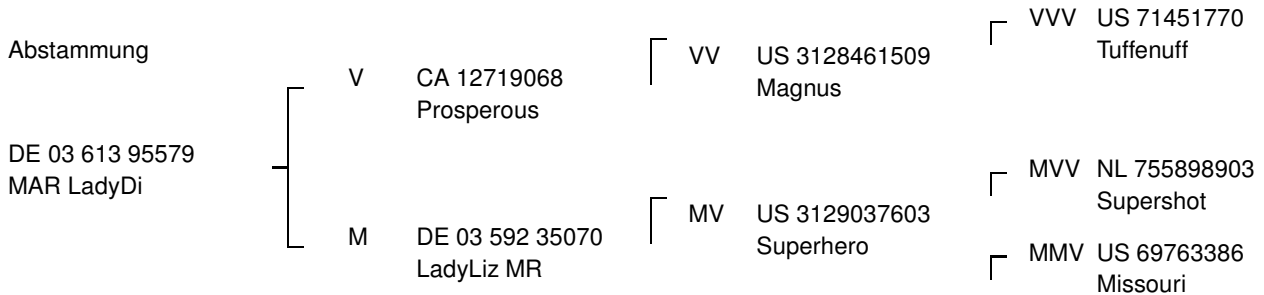 Abstammung
DE 03 613 95579
MAR LadyDi
V CA 12719068
Prosperous
M DE 03 592 35070
LadyLiz MR
VV US 3128461509
Magnus
MV US 3129037603
Superhero
VVV US 71451770
Tuffenuff
MVV NL 755898903
Supershot
MMV US 69763386
Missouri